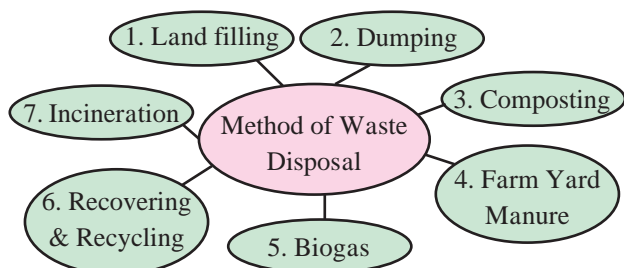 1. Land filling
2. Dumping
3. Composting
4. Farm Yard
Manure
5. Biogas
6. Recovering
& Recycling
7. Incineration
Method of Waste
Disposal